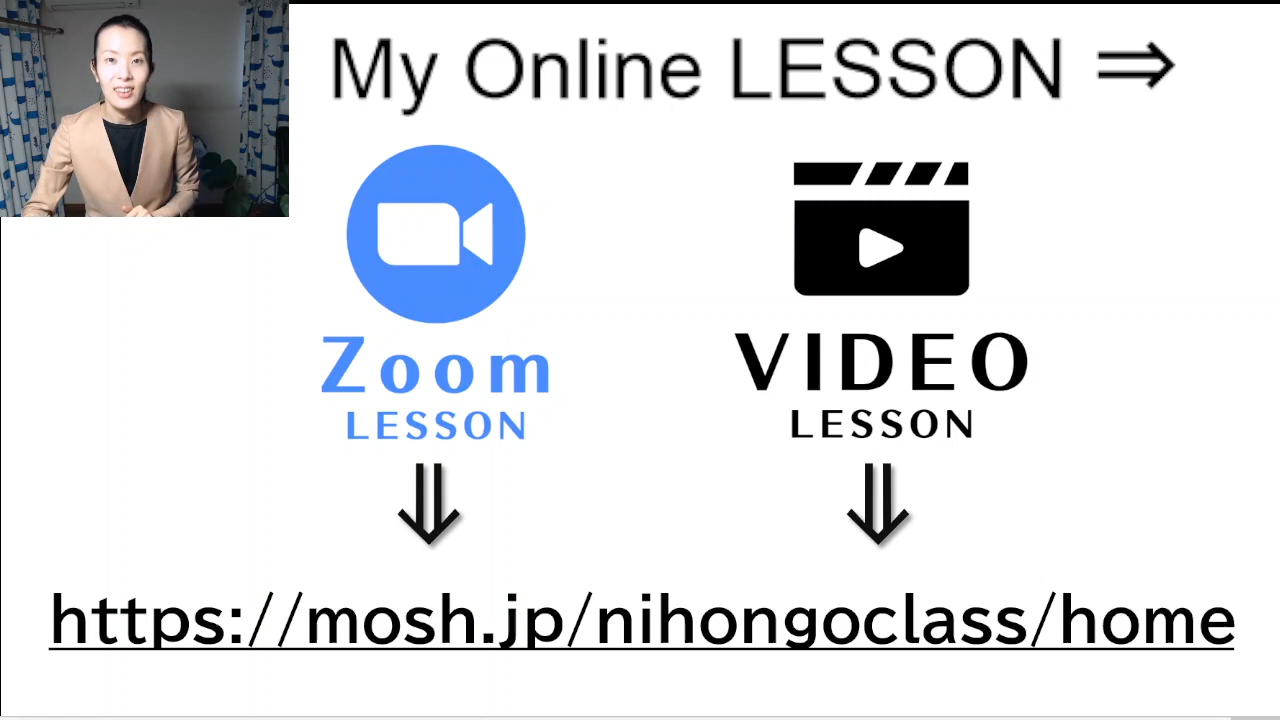 My Online LESSON ⇒
Zoom
LESSON
VIDEO
LESSON
https://mosh.jp/nihongoclass/home